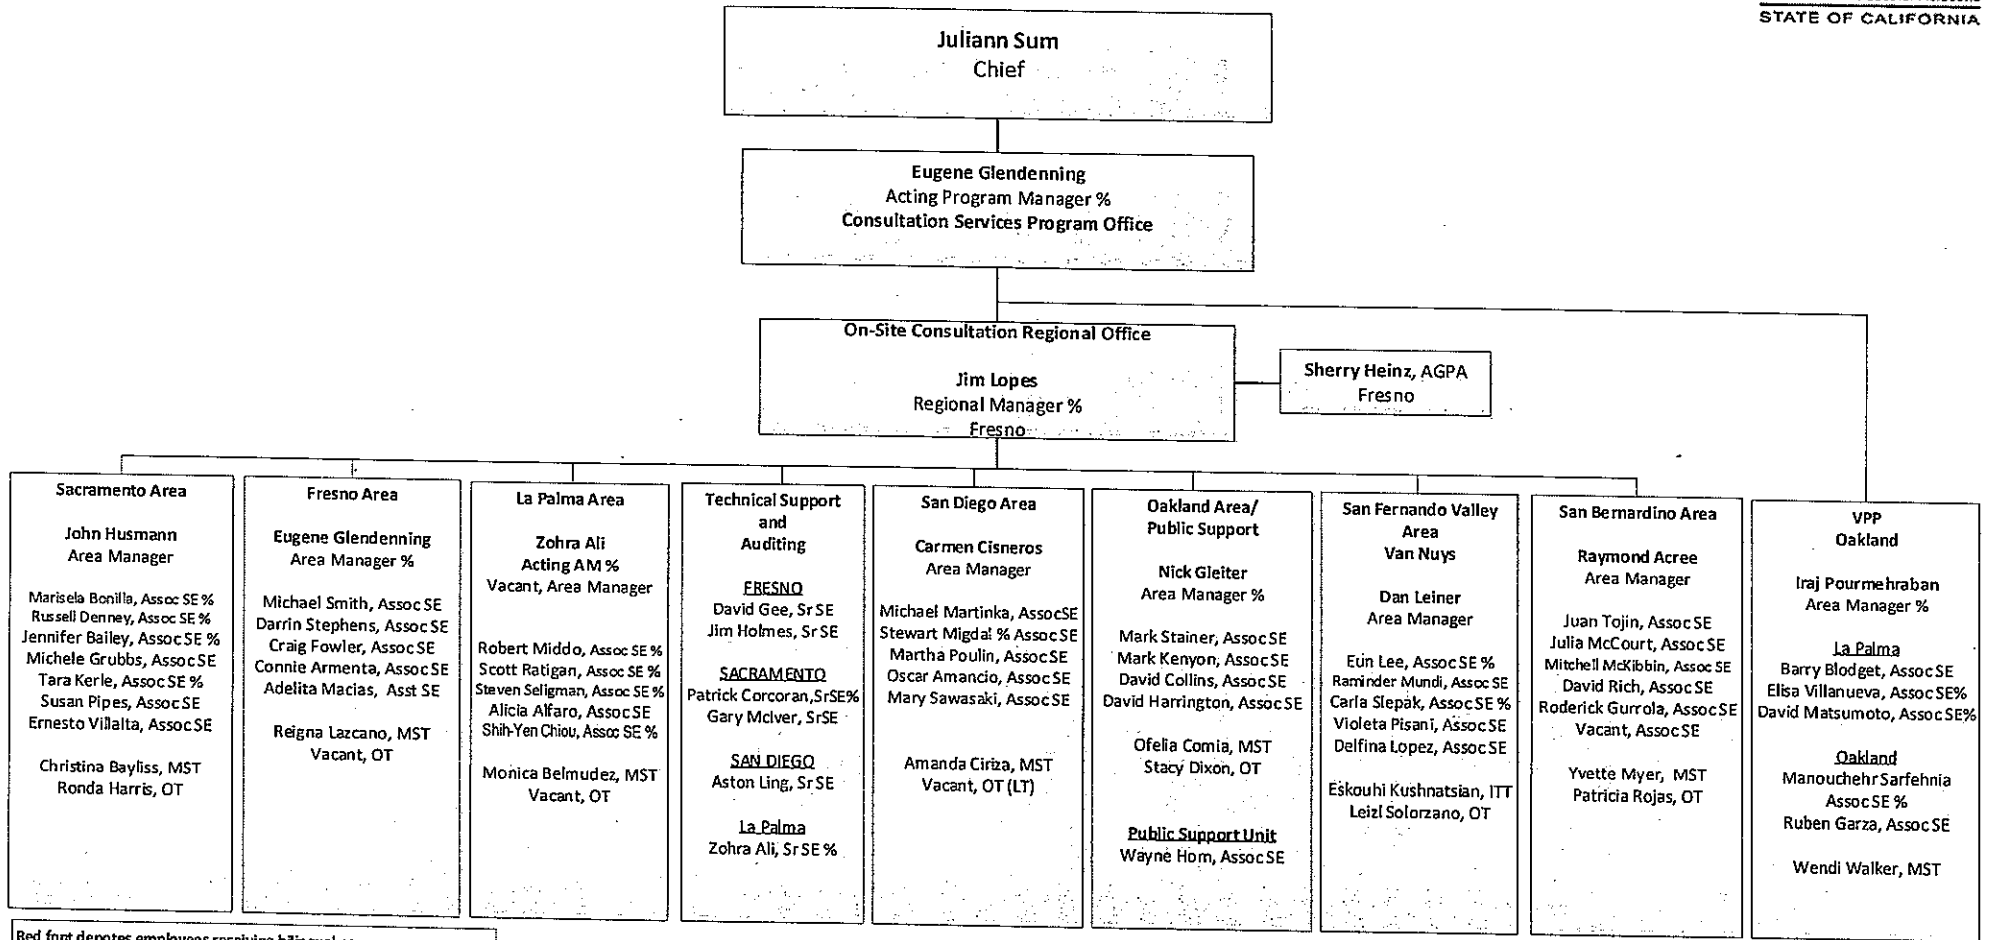 STATE OF CALIFORNIA
Juliann Sum
Chief
Eugene Glendenning
Acting Program Manager %
Consultation Services Program Office
On-Site Consultation Regional Office
Jim Lopes
Regional Manager %
Fresno
Sherry Heinz, AGPA
Fresno
Sacramento Area
John Husmann
Area Manager
Marisela Bonilla, Assoc SE %
Russell Denney, Assoc SE %
Jennifer Bailey, Assoc SE %
Michele Grubbs, Assoc SE
Tara Kerle, Assoc SE %
Susan Pipes, Assoc SE
Ernesto Villalta, Assoc SE
Christina Bayliss, MST
Ronda Harris, OT
Fresno Area
Eugene Glendenning
Area Manager %
Michael Smith, Assoc SE
Darrin Stephens, Assoc SE
Craig Fowler, Assoc SE
Connie Armenta, Assoc SE
Adelita Macias, Asst SE
Reigna Lazcano, MST
Vacant, OT
La Palma Area
Zohra Ali
Acting AM %
Vacant, Area Manager
Robert Middo, Assoc SE %
Scott Ratigan, Assoc SE %
Steven Seligman, Assoc SE %
Alicia Alfaro, Assoc SE
Shih-Yen Chiou, Assoc SE %
Monica Belmudez, MST
Vacant, OT
Technical Support
and
Auditing
FRESNO
David Gee, Sr SE
Jim Holmes, Sr SE
SACRAMENTO
Patrick Corcoran, SrSE%
Gary McIver, SrSE
SAN DIEGO
Aston Ling, Sr SE
La Palma
Zohra Ali, Sr SE %
San Diego Area
Carmen Cisneros
Area Manager
Michael Martinka, AssocSE
Stewart Migdal % Assoc SE
Martha Poulin, Assoc SE
Oscar Amancio, Assoc SE
Mary Sawasaki, Assoc SE
Amanda Ciriza, MST
Vacant, OT (LT)
Oakland Area/
Public Support
Nick Gleiter
Area Manager %
Mark Stainer, Assoc SE
Mark Kenyon, Assoc SE
David Collins, Assoc SE
David Harrington, Assoc SE
Ofelia Comia, MST
Stacy Dixon, OT
Public Support Unit
Wayne Hom, Assoc SE
San Fernando Valley
Area
Van Nuys
Dan Leiner
Area Manager
Eun Lee, Assoc SE %
Raminder Mundi, Assoc SE
Carla Slepak, Assoc SE %
Violeta Pisani, Assoc SE
Delfina Lopez, Assoc SE
Eskouhi Kushnatsian, ITT
Leizl Solorzano, OT
San Bernardino Area
Raymond Acree
Area Manager
Juan Tojin, Assoc SE
Julia McCourt, Assoc SE
Mitchell McKibbin, Assoc SE
David Rich, Assoc SE
Roderick Gurrola, Assoc SE
Vacant, Assoc SE
Yvette Myer, MST
Patricia Rojas, OT
VPP
Oakland
Iraj Pourmehraban
Area Manager %
La Palma
Barry Blodget, Assoc SE
Elisa Villanueva, Assoc SE%
David Matsumoto, Assoc SE%
Oakland
Manouchehr Sarfehnia
Assoc SE %
Ruben Garza, Assoc SE
Wendi Walker, MST
Red font denotes employees receiving bilingual